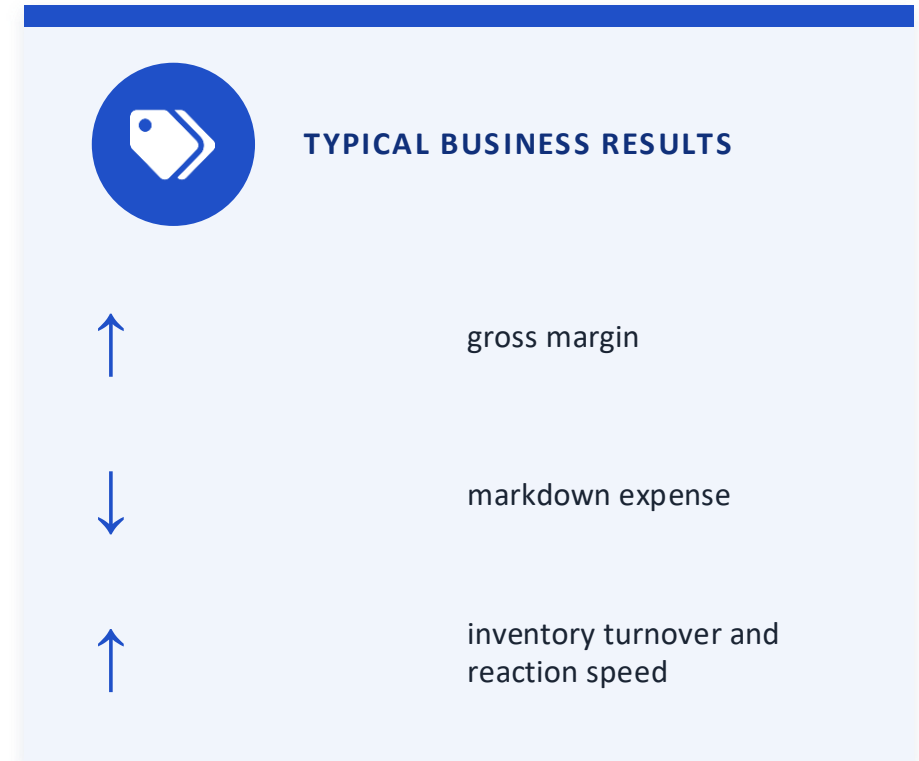 TYPICAL BUSINESS RESULTS
↑ gross margin
↓ markdown expense
↑ inventory turnover and
reaction speed